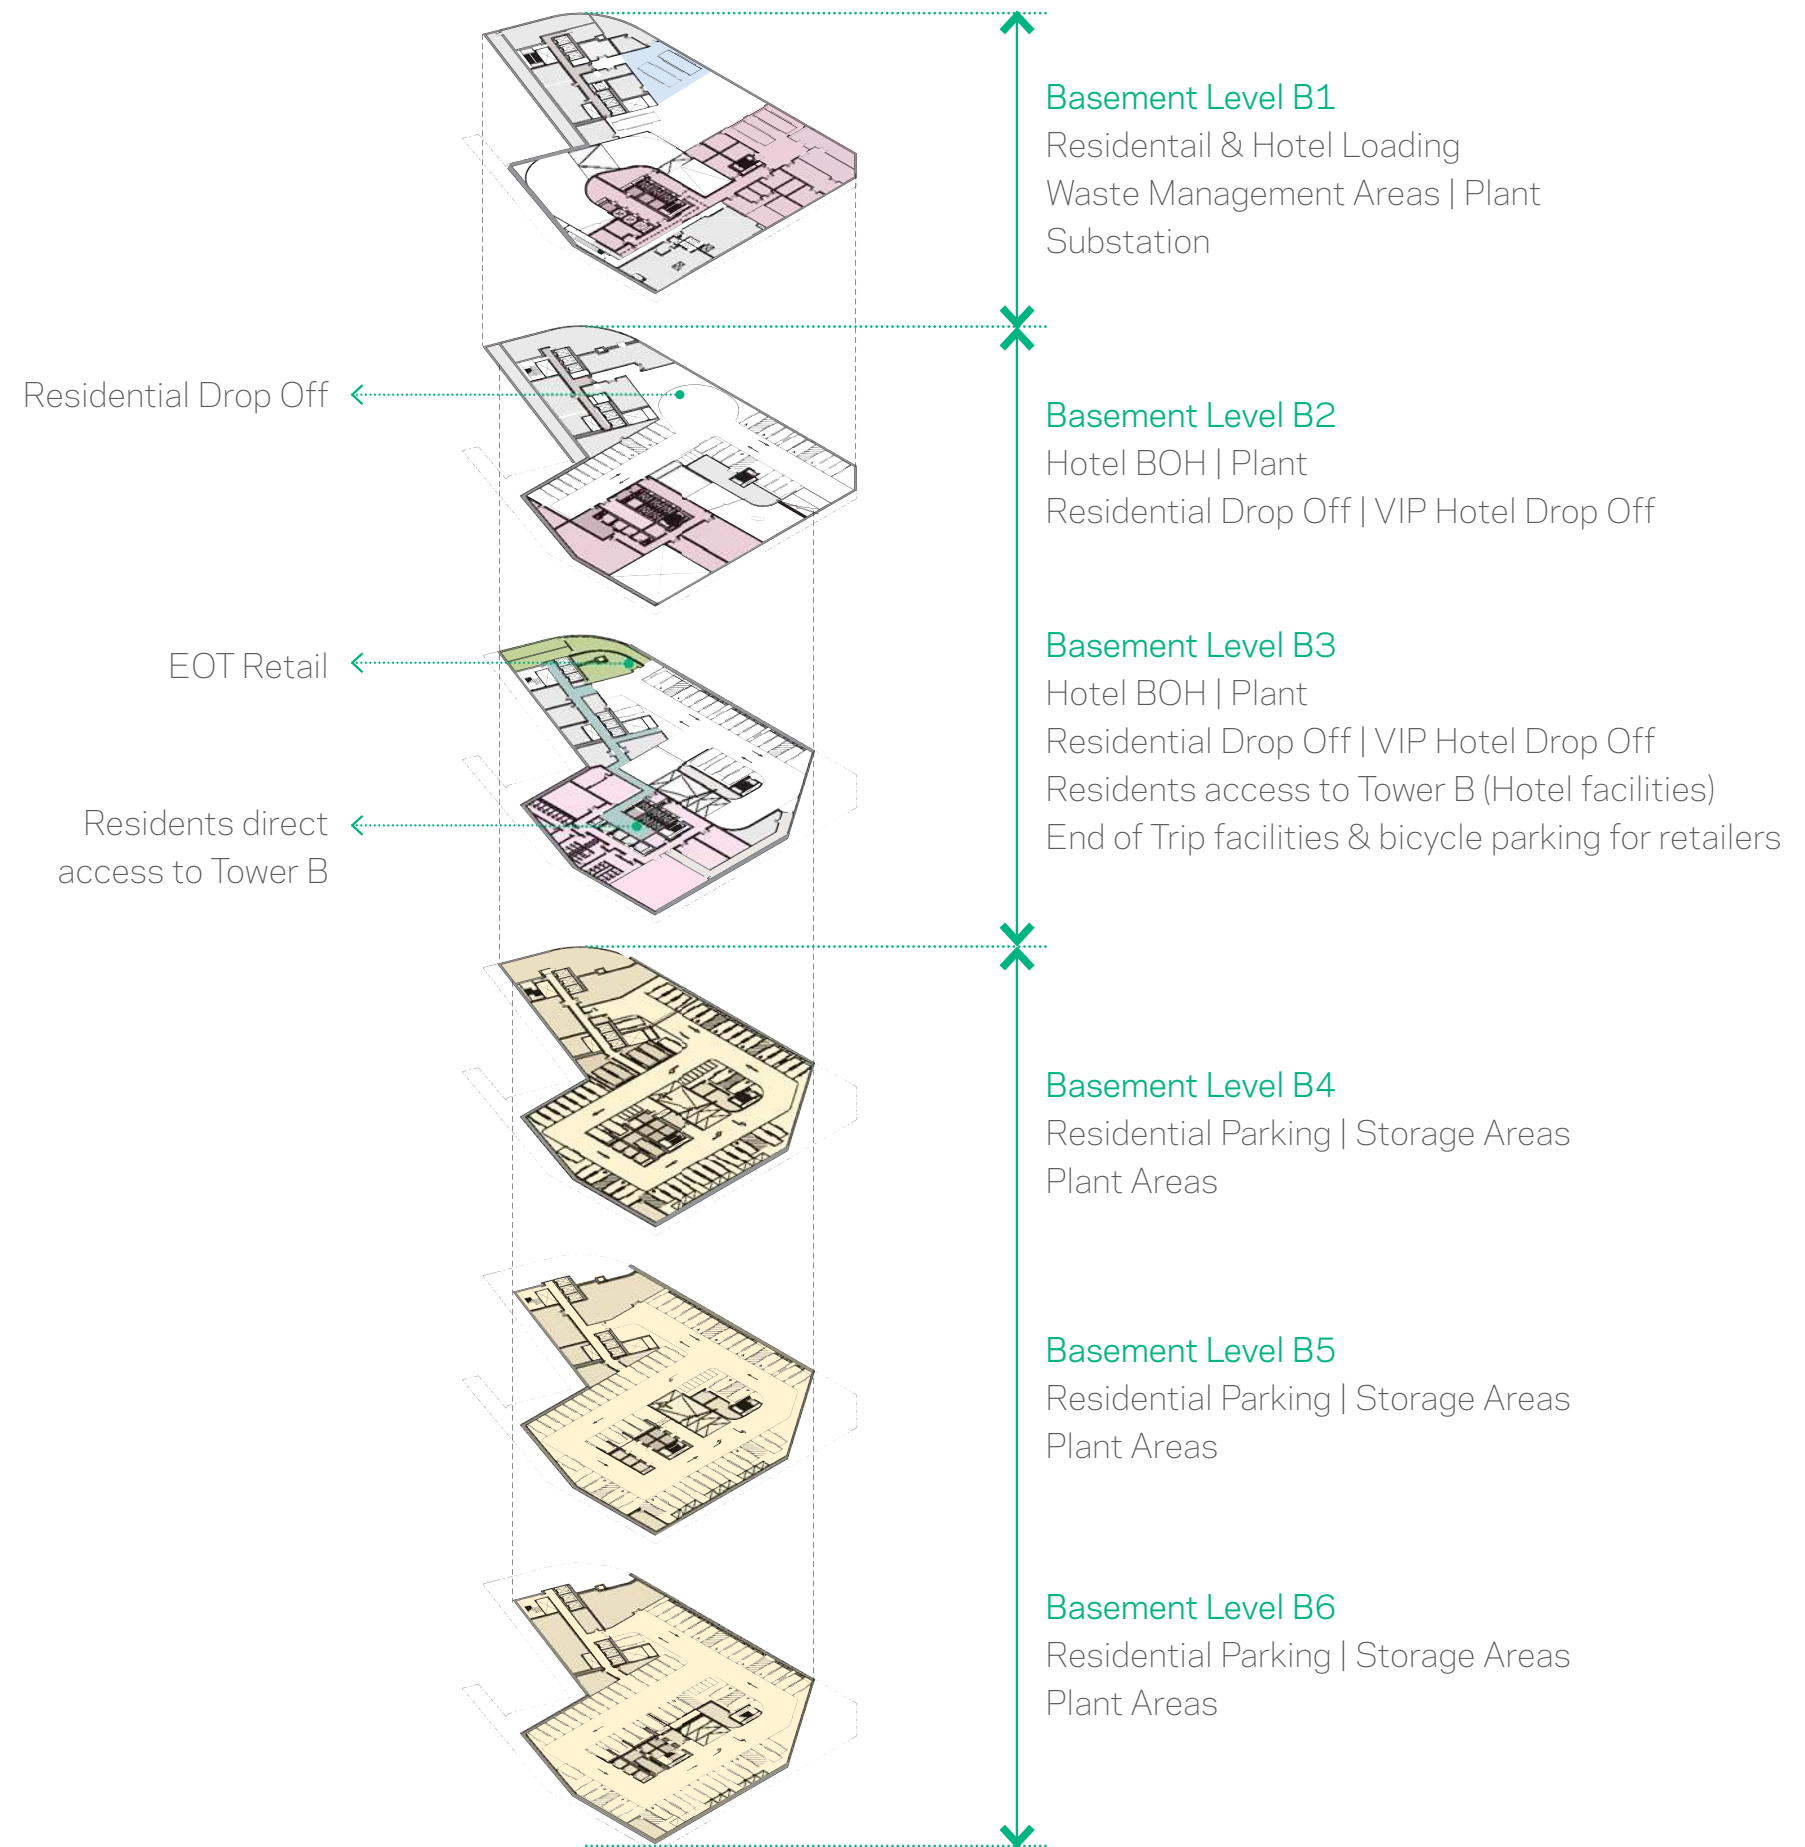 Basement Level B1
Residentail & Hotel Loading
Waste Management Areas | Plant
Substation
Residential Drop Off
Basement Level B2
Hotel BOH | Plant
Residential Drop Off | VIP Hotel Drop Off
EOT Retail
Residents direct
access to Tower B
Basement Level B3
Hotel BOH | Plant
Residential Drop Off | VIP Hotel Drop Off
Residents access to Tower B (Hotel facilities)
End of Trip facilities & bicycle parking for retailers
Basement Level B4
Residential Parking | Storage Areas
Plant Areas
Basement Level B5
Residential Parking | Storage Areas
Plant Areas
Basement Level B6
Residential Parking | Storage Areas
Plant Areas